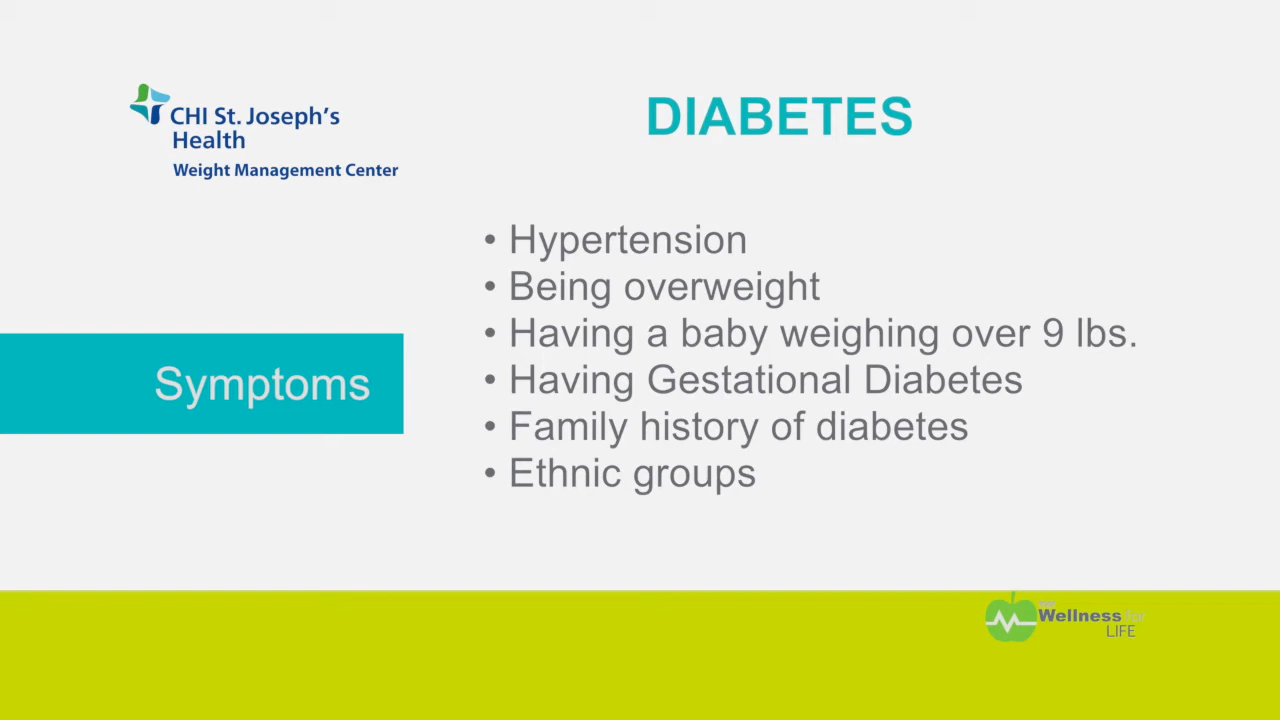 CHI St. Joseph's
Health
Weight Management Center
DIABETES
• Hypertension
• Being overweight
• Having a baby weighing over 9 lbs.
• Having Gestational Diabetes
• Family history of diabetes
• Ethnic groups
Symptoms
Wellness for
LIFE